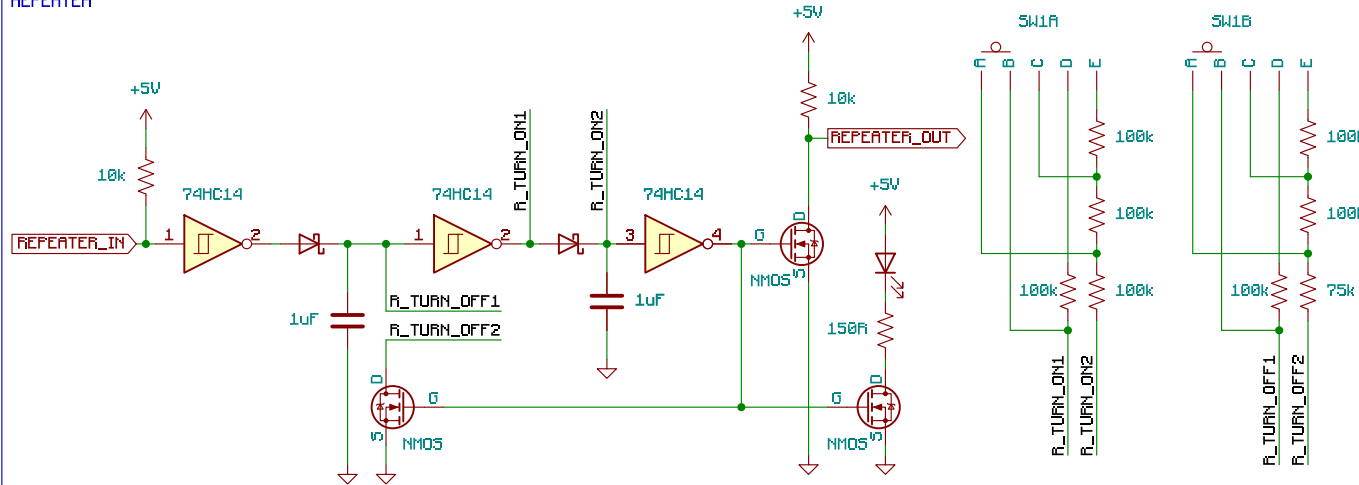 REPEATER
+5V
10k
REPEATER_IN
1
74HC14
2
1uF
1
74HC14
2
R_TURN_ON1
R_TURN_ON2
R_TURN_OFF1
R_TURN_OFF2
1uF
3
74HC14
4
D
G
S
NMOS
+5V
10k
REPEATER_OUT
G
D
S
NMOS
+5V
150R
G
D
S
NMOS
SW1A
A B C D E
100k
100k
100k
100k
R_TURN_ON1
R_TURN_ON2
SW1B
A B C D E
100k
75k
R_TURN_OFF1
R_TURN_OFF2